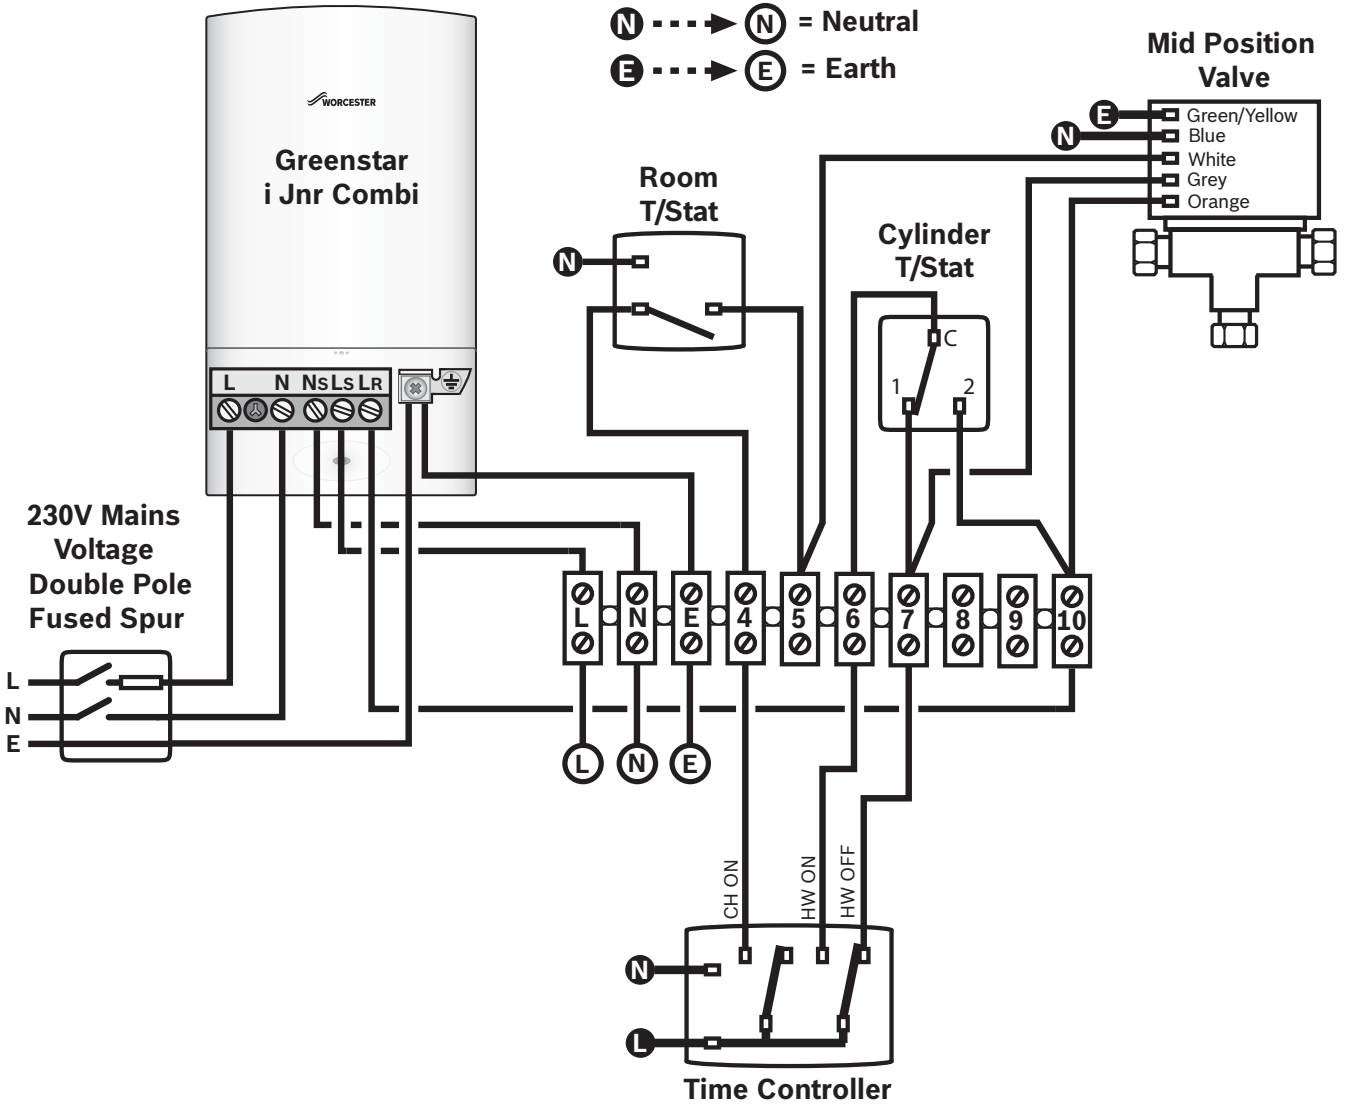 N N = Neutral
E E = Earth
Mid Position
Valve
E Green/Yellow
N Blue
White
Grey
Orange
WORCESTER
Greenstar
i Jnr Combi
Room
T/Stat
N
Cylinder
T/Stat
C
1 2
L N NS LS LR
230V Mains
Voltage
Double Pole
Fused Spur
L
N
E
L N E 4 5 6 7 8 9 10
L N E
CH ON
HW ON
HW OFF
N
L
Time Controller